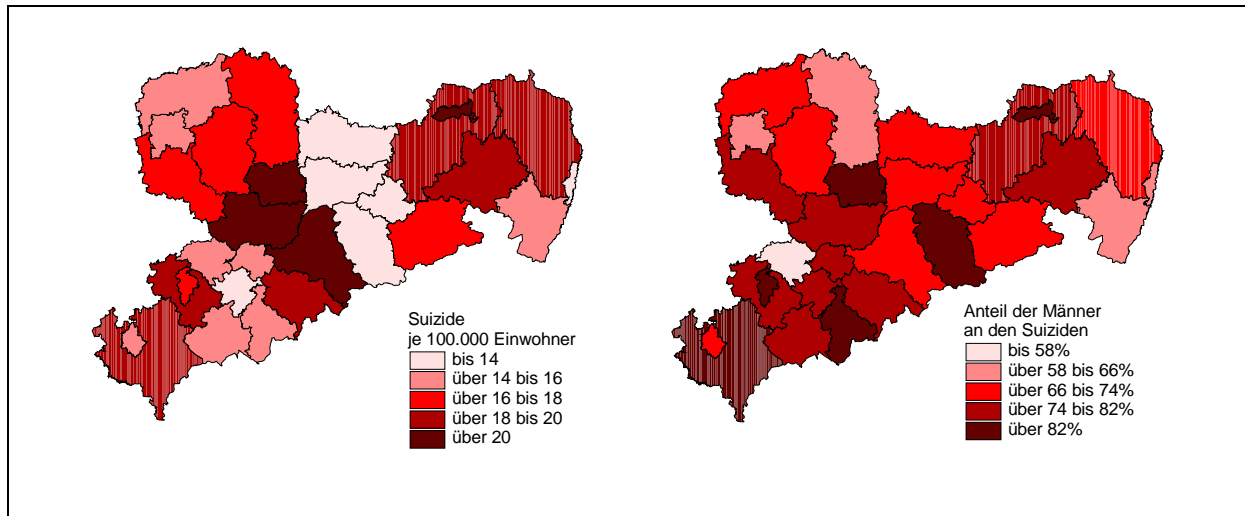 Suizide
je 100.000 Einwohner
bis 14
über 14 bis 16
über 16 bis 18
über 18 bis 20
über 20
Anteil der Männer
an den Suiziden
bis 58%
über 58 bis 66%
über 66 bis 74%
über 74 bis 82%
über 82%